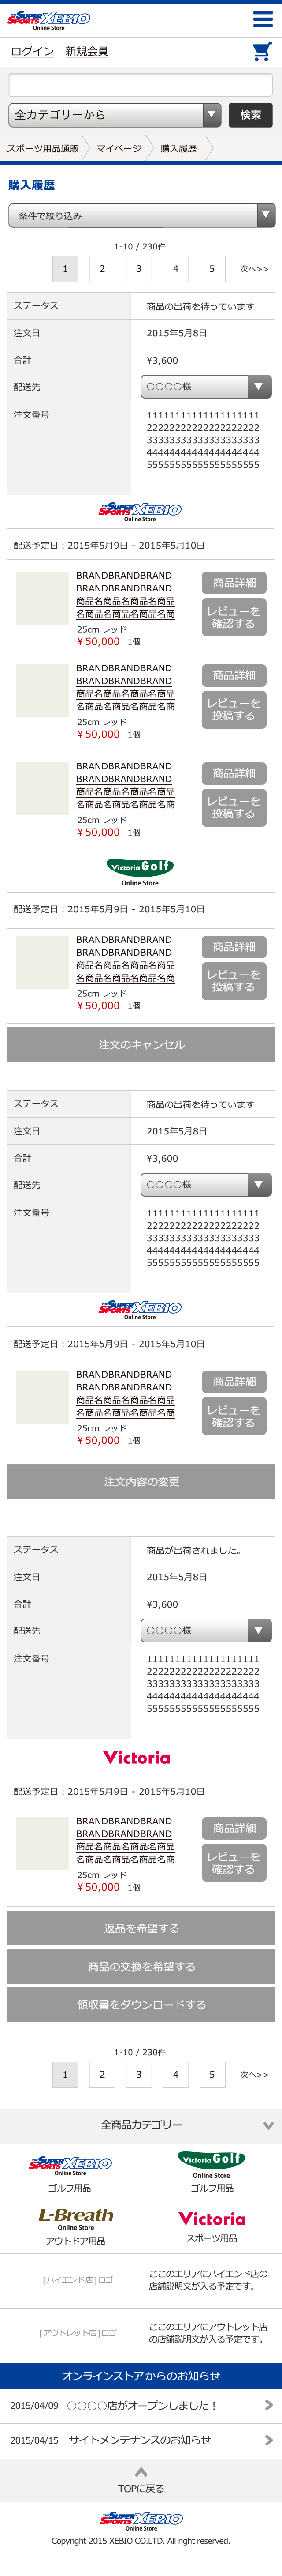 SUPER SPORTS XEBIO
Online Store
ログイン 新規会員
全カテゴリーから ▼ 検索
スポーツ用品通販 マイページ 購入履歴
購入履歴
条件で絞り込み ▼
1-10 / 230件
1 2 3 4 5 次へ>>
ステータス 商品の出荷を待っています
注文日 2015年5月8日
合計 ¥3,600
配送先 〇〇〇〇様 ▼
注文番号 11111111111111111111
22222222222222222222
33333333333333333333
44444444444444444444
55555555555555555555
SUPER SPORTS XEBIO
Online Store
配送予定日：2015年5月9日 - 2015年5月10日
BRANDBRANDBRAND
BRANDBRANDBRAND
商品名商品名商品名商品
名商品名商品名商品名商
25cm レッド
¥50,000 1個
商品詳細
レビューを
確認する
BRANDBRANDBRAND
BRANDBRANDBRAND
商品名商品名商品名商品
名商品名商品名商品名商
25cm レッド
¥50,000 1個
商品詳細
レビューを
投稿する
BRANDBRANDBRAND
BRANDBRANDBRAND
商品名商品名商品名商品
名商品名商品名商品名商
25cm レッド
¥50,000 1個
商品詳細
レビューを
投稿する
Victoria Golf
Online Store
配送予定日：2015年5月9日 - 2015年5月10日
BRANDBRANDBRAND
BRANDBRANDBRAND
商品名商品名商品名商品
名商品名商品名商品名商
25cm レッド
¥50,000 1個
商品詳細
レビューを
投稿する
注文のキャンセル
ステータス 商品の出荷を待っています
注文日 2015年5月8日
合計 ¥3,600
配送先 〇〇〇〇様 ▼
注文番号 11111111111111111111
22222222222222222222
33333333333333333333
44444444444444444444
55555555555555555555
SUPER SPORTS XEBIO
Online Store
配送予定日：2015年5月9日 - 2015年5月10日
BRANDBRANDBRAND
BRANDBRANDBRAND
商品名商品名商品名商品
名商品名商品名商品名商
25cm レッド
¥50,000 1個
商品詳細
レビューを
確認する
注文内容の変更
ステータス 商品が出荷されました。
注文日 2015年5月8日
合計 ¥3,600
配送先 〇〇〇〇様 ▼
注文番号 11111111111111111111
22222222222222222222
33333333333333333333
44444444444444444444
55555555555555555555
Victoria
配送予定日：2015年5月9日 - 2015年5月10日
BRANDBRANDBRAND
BRANDBRANDBRAND
商品名商品名商品名商品
名商品名商品名商品名商
25cm レッド
¥50,000 1個
商品詳細
レビューを
確認する
返品を希望する
商品の交換を希望する
領収書をダウンロードする
1-10 / 230件
1 2 3 4 5 次へ>>
全商品カテゴリー
SUPER SPORTS XEBIO
Online Store
ゴルフ用品
Victoria Golf
Online Store
ゴルフ用品
L-Breath
Online Store
アウトドア用品
Victoria
スポーツ用品
[ハイエンド店]ロゴ
ここのエリアにハイエンド店の
店舗説明文が入る予定です。
[アウトレット店]ロゴ
ここのエリアにアウトレット店
の店舗説明文が入る予定です。
オンラインストアからのお知らせ
2015/04/09 〇〇〇〇店がオープンしました！
2015/04/15 サイトメンテナンスのお知らせ
TOPに戻る
SUPER SPORTS XEBIO
Online Store
Copyright 2015 XEBIO CO.LTD. All right reserved.